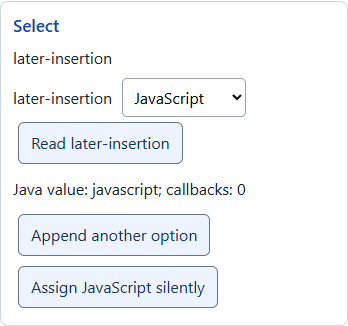 Select
later-insertion
later-insertion JavaScript
Read later-insertion
Java value: javascript; callbacks: 0
Append another option
Assign JavaScript silently